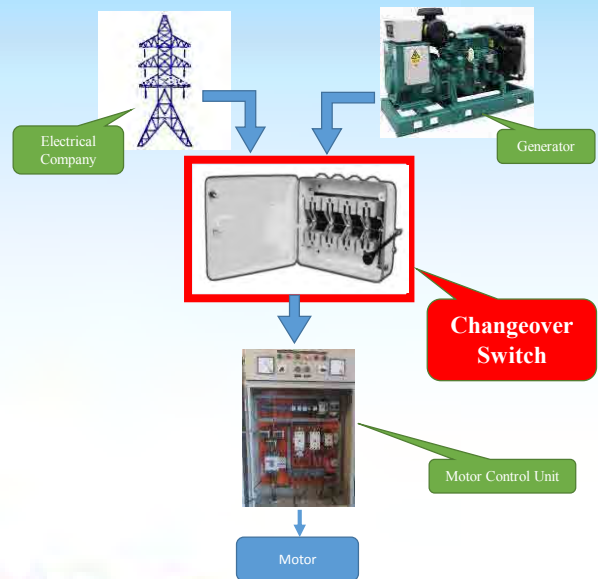 Electrical
Company
Generator
Changeover
Switch
Motor Control Unit
Motor